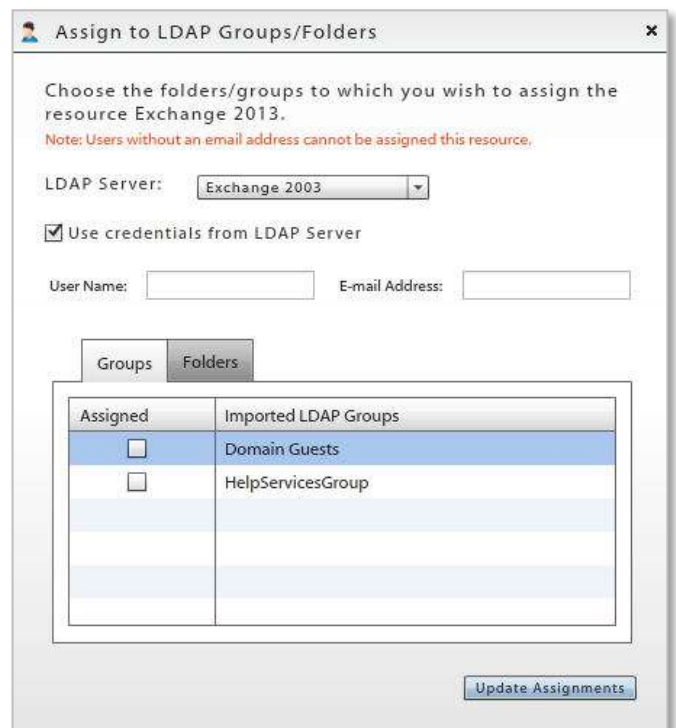 Assign to LDAP Groups/Folders
Choose the folders/groups to which you wish to assign the
resource Exchange 2013.
Note: Users without an email address cannot be assigned this resource.
LDAP Server: Exchange 2003
Use credentials from LDAP Server
User Name: E-mail Address:
Groups Folders
Assigned Imported LDAP Groups
Domain Guests
HelpServicesGroup
Update Assignments